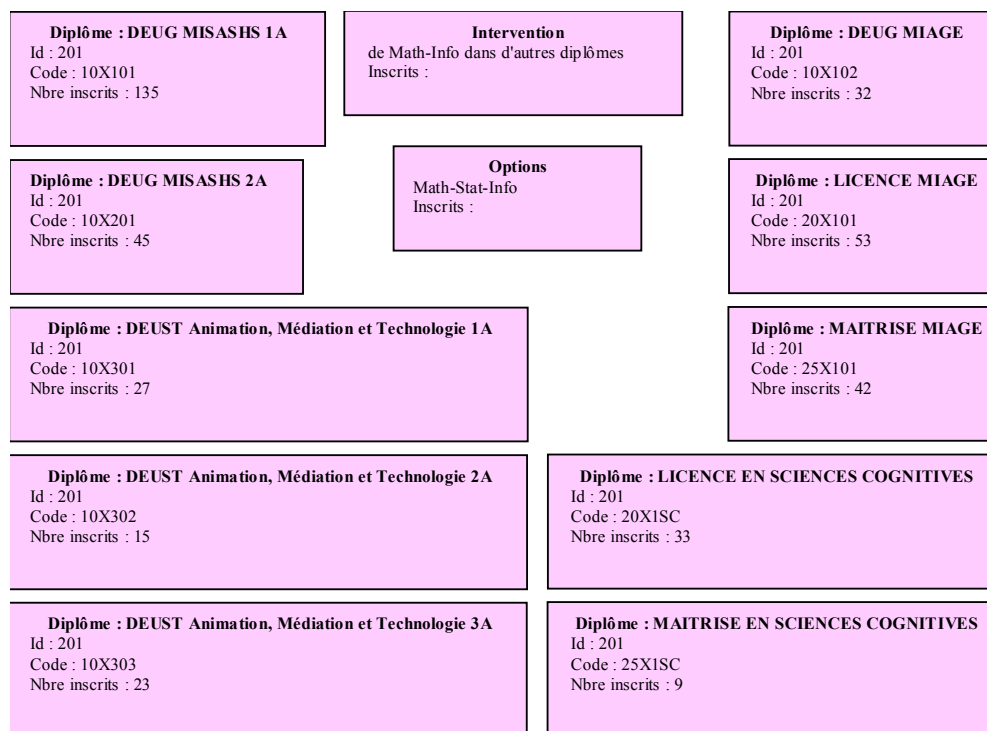 Diplôme : DEUG MISASHS 1A
Id : 201
Code : 10X101
Nbre inscrits : 135
Intervention
de Math-Info dans d'autres diplômes
Inscrits :
Diplôme : DEUG MIAGE
Id : 201
Code : 10X102
Nbre inscrits : 32
Diplôme : DEUG MISASHS 2A
Id : 201
Code : 10X201
Nbre inscrits : 45
Options
Math-Stat-Info
Inscrits :
Diplôme : LICENCE MIAGE
Id : 201
Code : 20X101
Nbre inscrits : 53
Diplôme : DEUST Animation, Médiation et Technologie 1A
Id : 201
Code : 10X301
Nbre inscrits : 27
Diplôme : MAITRISE MIAGE
Id : 201
Code : 25X101
Nbre inscrits : 42
Diplôme : DEUST Animation, Médiation et Technologie 2A
Id : 201
Code : 10X302
Nbre inscrits : 15
Diplôme : LICENCE EN SCIENCES COGNITIVES
Id : 201
Code : 20X1SC
Nbre inscrits : 33
Diplôme : DEUST Animation, Médiation et Technologie 3A
Id : 201
Code : 10X303
Nbre inscrits : 23
Diplôme : MAITRISE EN SCIENCES COGNITIVES
Id : 201
Code : 25X1SC
Nbre inscrits : 9